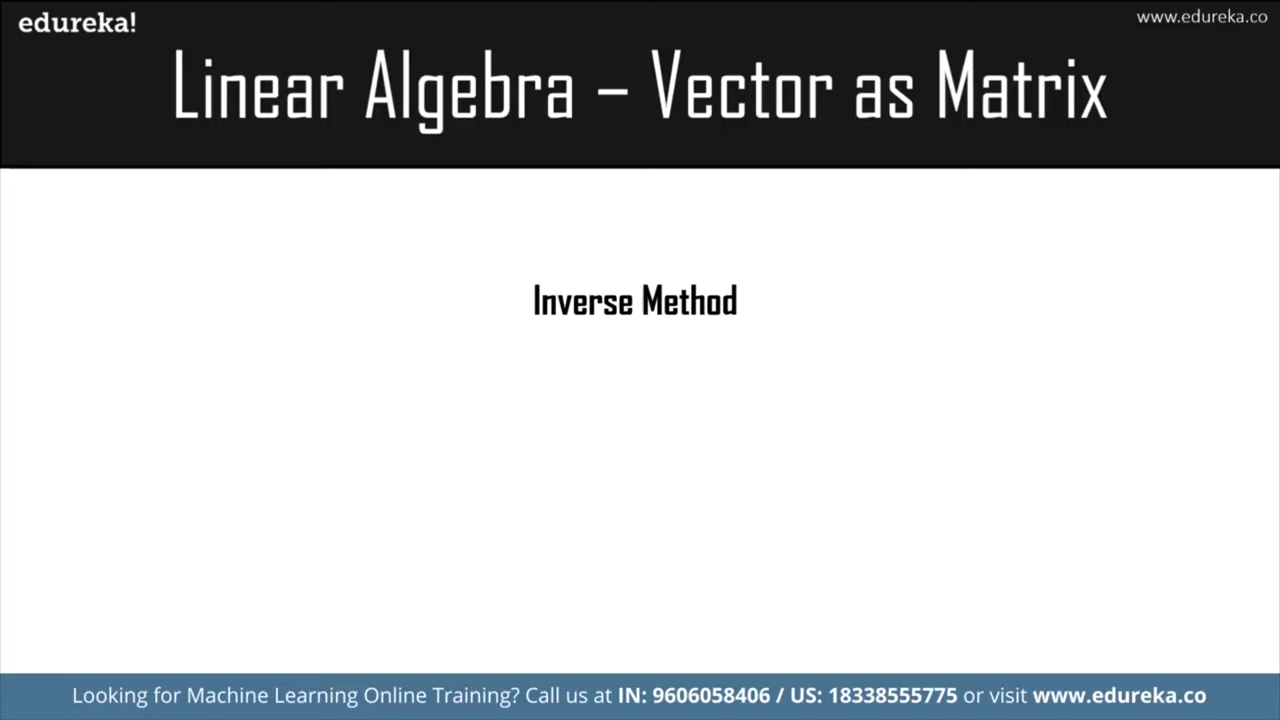 edureka!
www.edureka.co
Linear Algebra – Vector as Matrix
Inverse Method
Looking for Machine Learning Online Training? Call us at IN: 9606058406 / US: 18338555775 or visit www.edureka.co